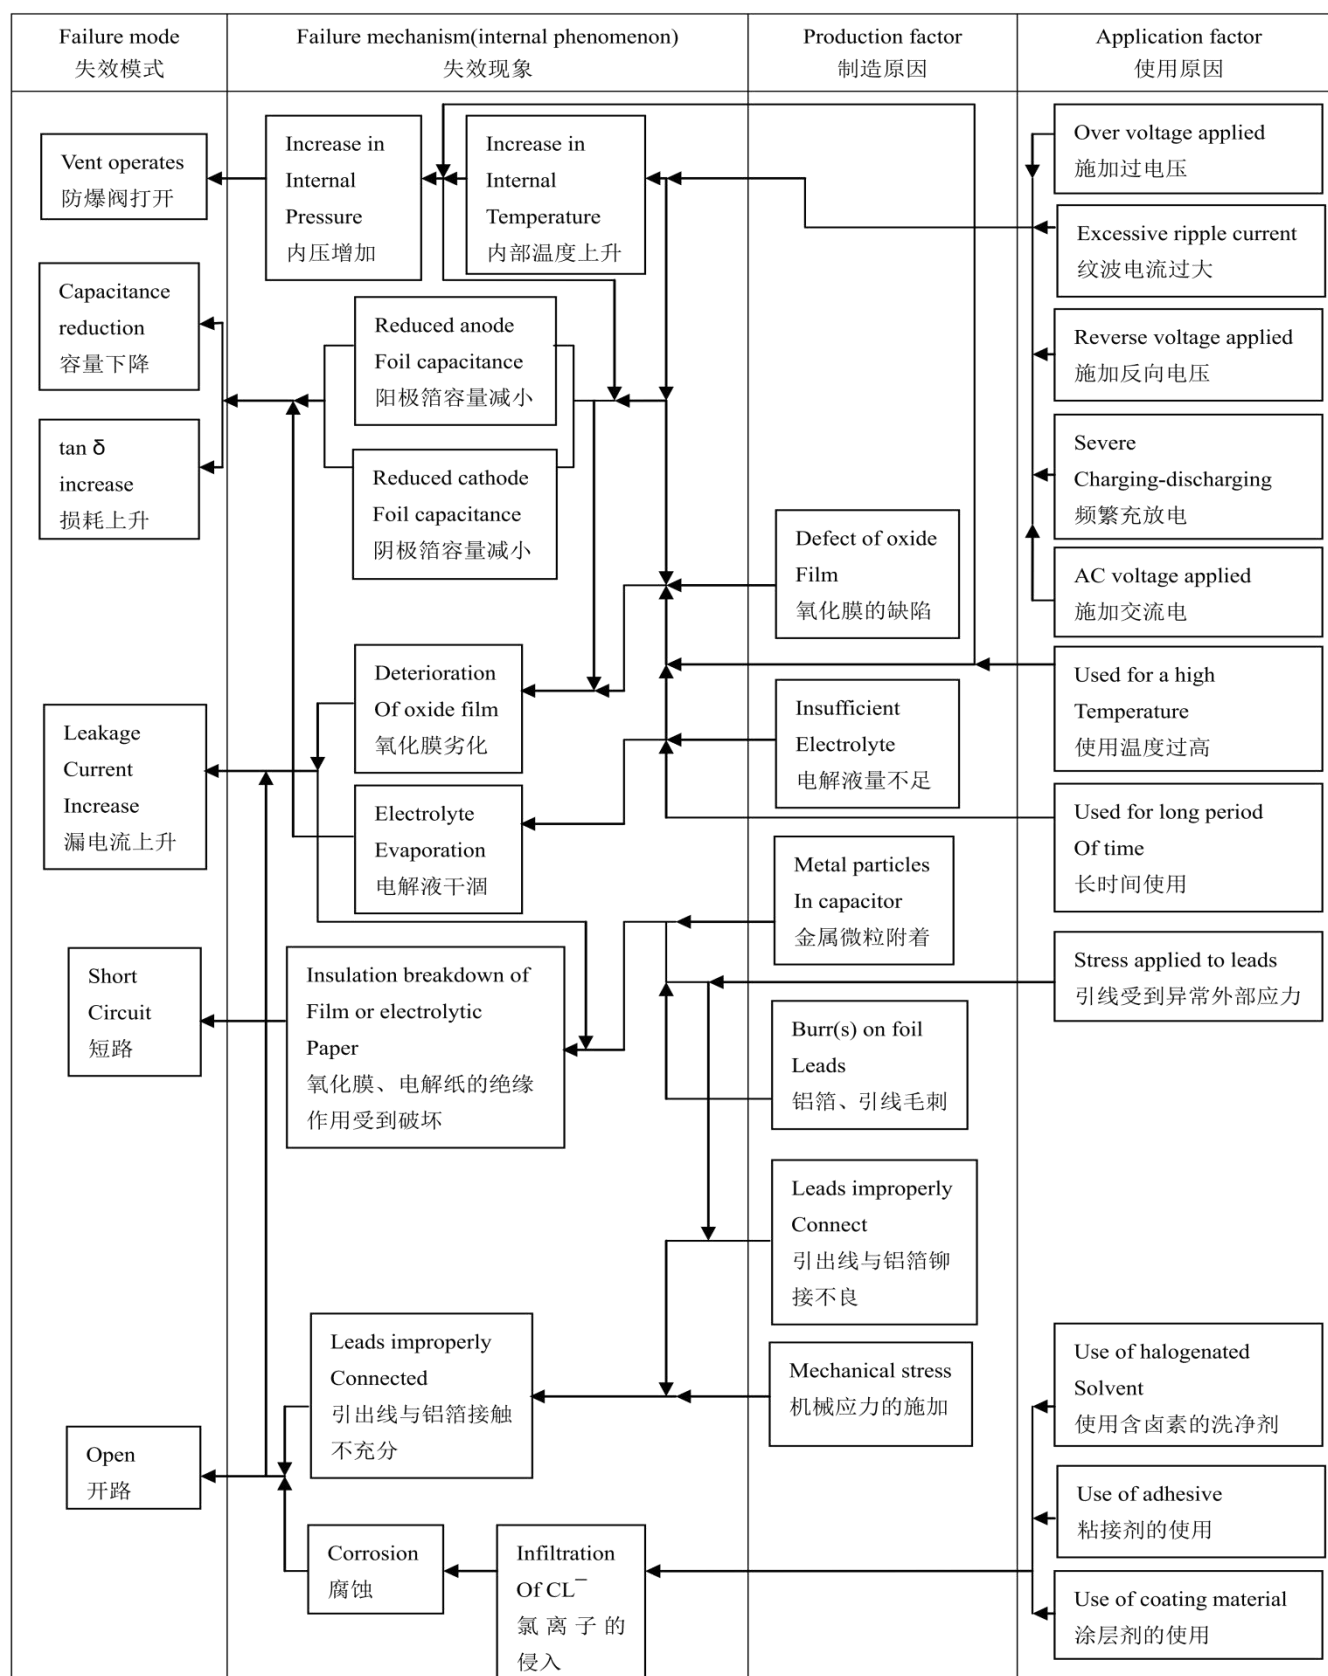 Failure mode
失效模式
Failure mechanism(internal phenomenon)
失效现象
Production factor
制造原因
Application factor
使用原因
Vent operates
防爆阀打开
Capacitance
reduction
容量下降
tan δ
increase
损耗上升
Leakage
Current
Increase
漏电流上升
Short
Circuit
短路
Open
开路
Increase in
Internal
Pressure
内压增加
Increase in
Internal
Temperature
内部温度上升
Reduced anode
Foil capacitance
阳极箔容量减小
Reduced cathode
Foil capacitance
阴极箔容量减小
Deterioration
Of oxide film
氧化膜劣化
Electrolyte
Evaporation
电解液干涸
Insulation breakdown of
Film or electrolytic
Paper
氧化膜、电解纸的绝缘
作用受到破坏
Leads improperly
Connected
引出线与铝箔接触
不充分
Corrosion
腐蚀
Infiltration
Of CL⁻
氯离子的
侵入
Defect of oxide
Film
氧化膜的缺陷
Insufficient
Electrolyte
电解液量不足
Metal particles
In capacitor
金属微粒附着
Burr(s) on foil
Leads
铝箔、引线毛刺
Leads improperly
Connect
引出线与铝箔铆
接不良
Mechanical stress
机械应力的施加
Over voltage applied
施加过电压
Excessive ripple current
纹波电流过大
Reverse voltage applied
施加反向电压
Severe
Charging-discharging
频繁充放电
AC voltage applied
施加交流电
Used for a high
Temperature
使用温度过高
Used for long period
Of time
长时间使用
Stress applied to leads
引线受到异常外部应力
Use of halogenated
Solvent
使用含卤素的洗净剂
Use of adhesive
粘接剂的使用
Use of coating material
涂层剂的使用